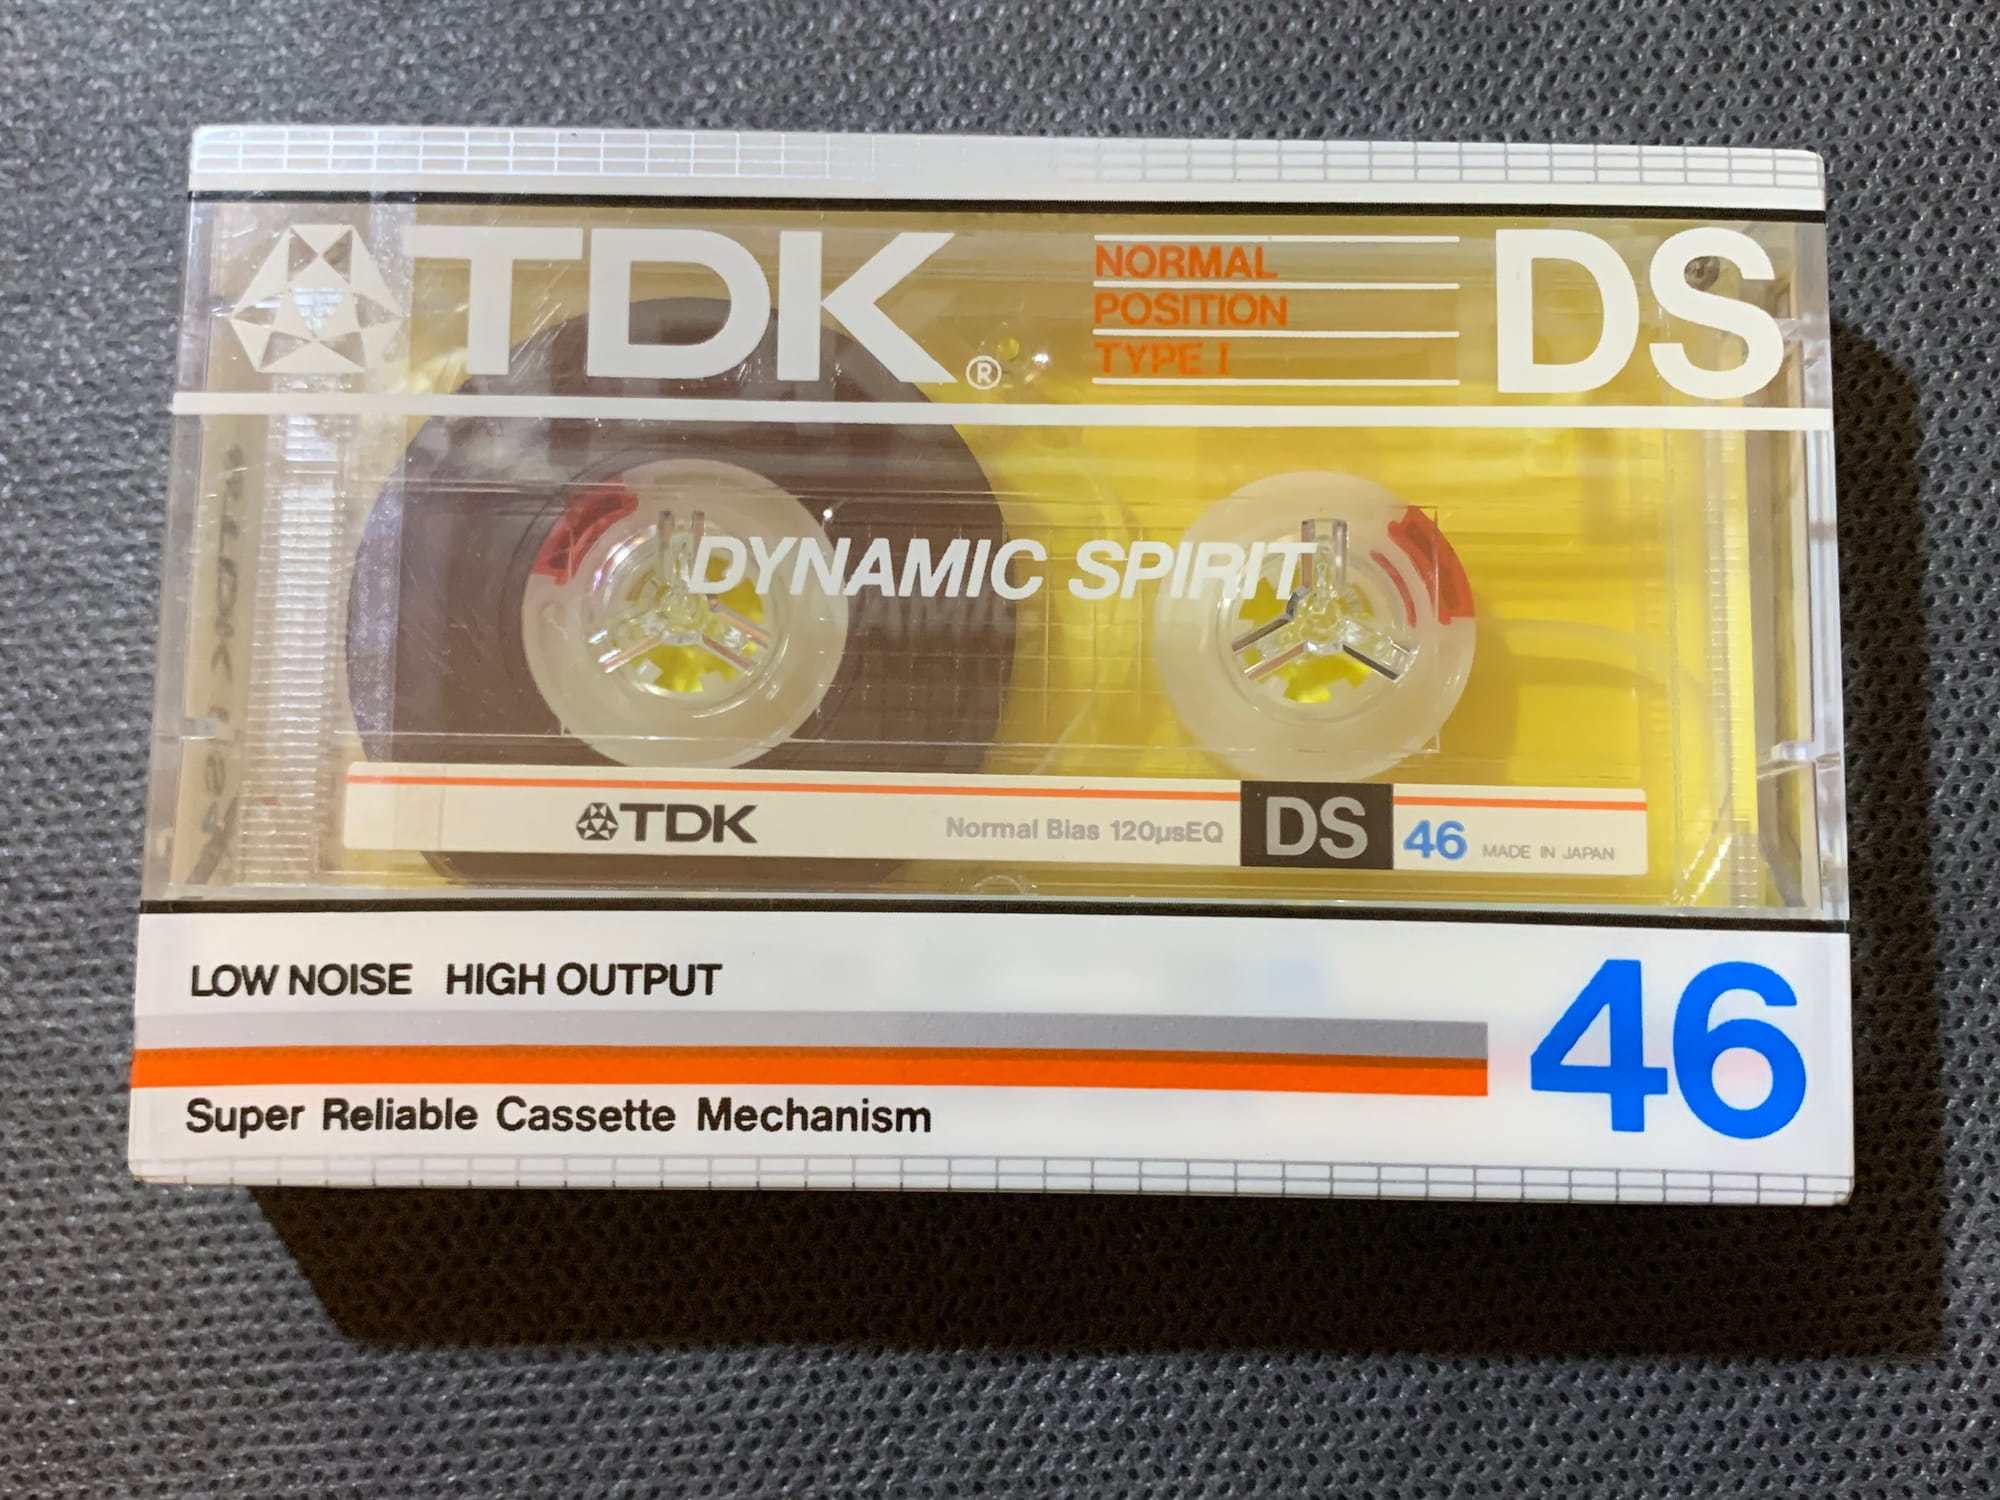 TDK® NORMAL POSITION TYPE I DS
DYNAMIC SPIRIT
TDK Normal Bias 120µsEQ DS 46 MADE IN JAPAN
LOW NOISE HIGH OUTPUT
46
Super Reliable Cassette Mechanism